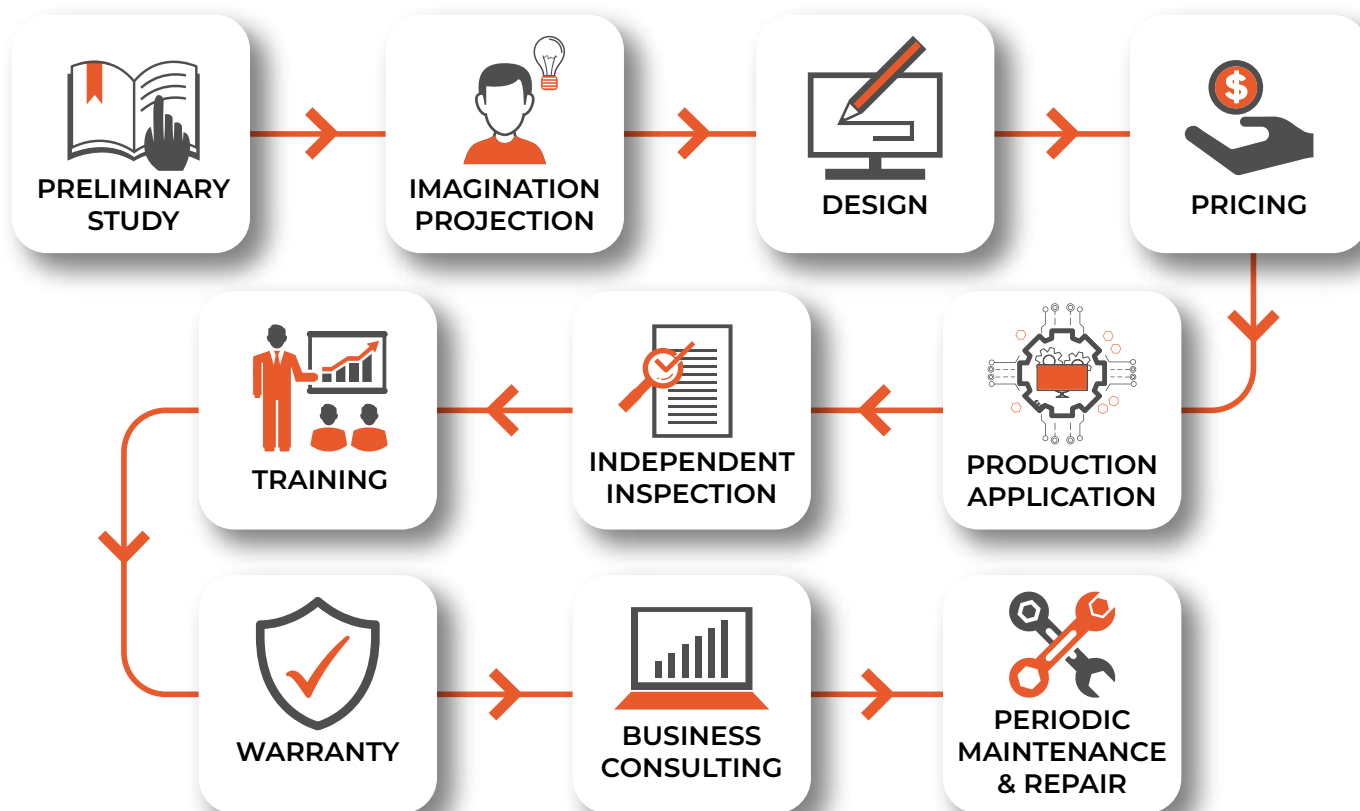 PRELIMINARY
STUDY
IMAGINATION
PROJECTION
DESIGN
$
PRICING
PRODUCTION
APPLICATION
INDEPENDENT
INSPECTION
TRAINING
WARRANTY
BUSINESS
CONSULTING
PERIODIC
MAINTENANCE
& REPAIR